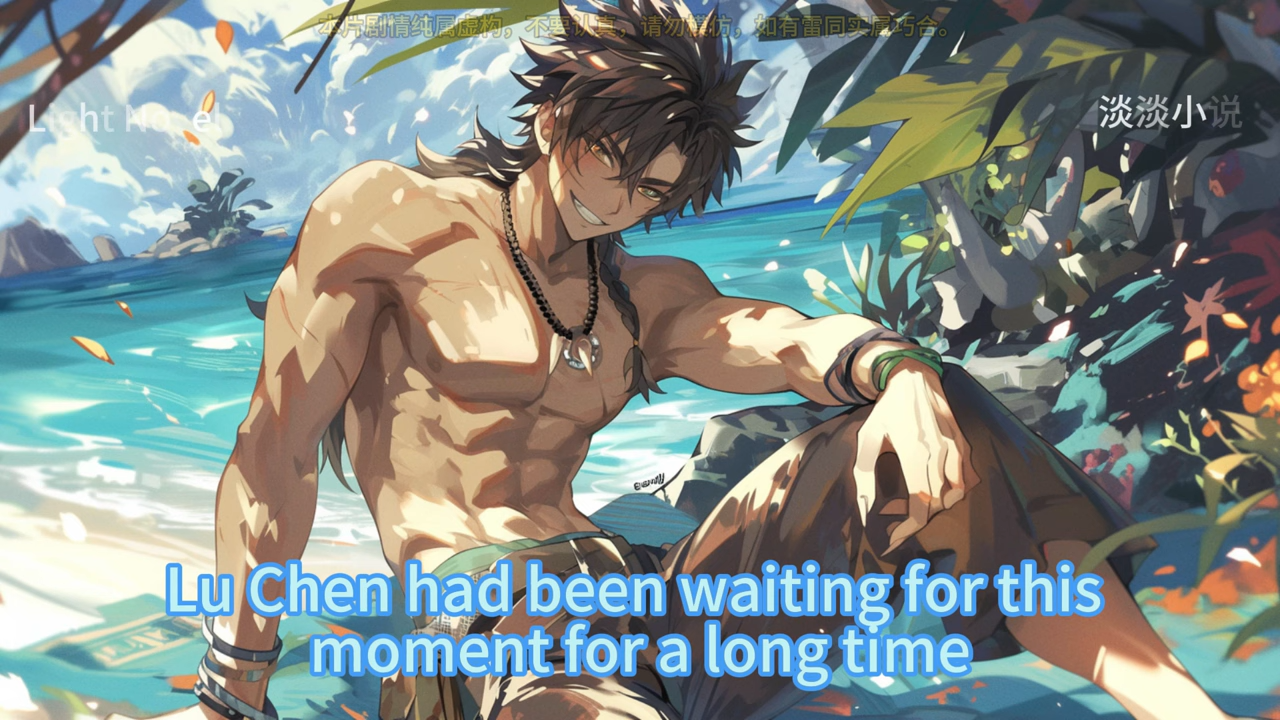 本片剧情纯属虚构，不要认真，请勿模仿，如有雷同实属巧合。
Light Novel
淡淡小说
Lu Chen had been waiting for this
moment for a long time